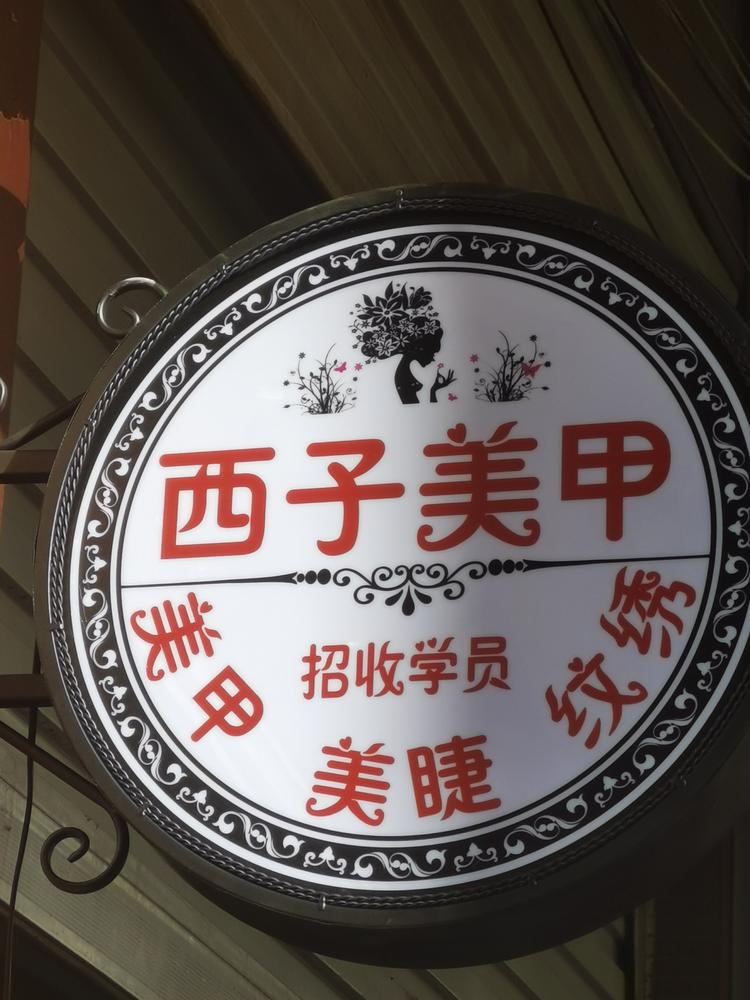 西子美甲
招收学员
美甲
美睫
纹绣